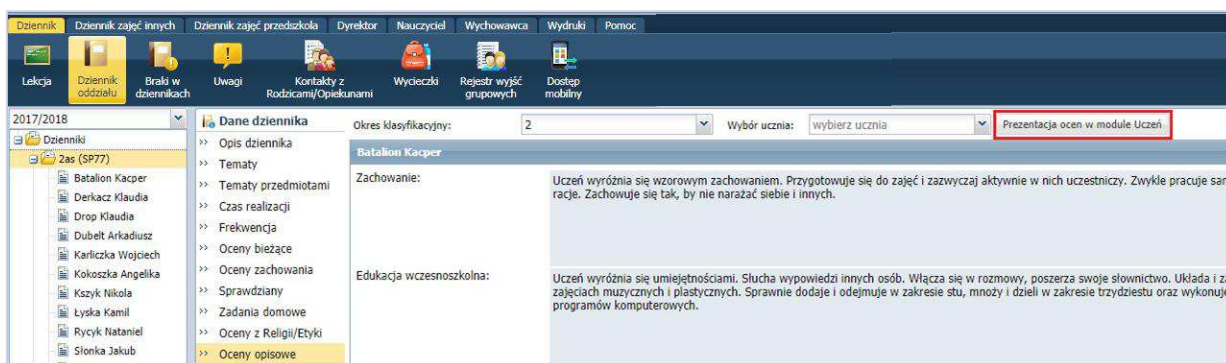 Dziennik Dziennik zajęć innych Dziennik zajęć przedszkola Dyrektor Nauczyciel Wychowawca Wydruki Pomoc
Lekcja Dziennik oddziału Braki w dziennikach Uwagi Kontakty z Rodzicami/Opiekunami Wycieczki Rejestr wyjść grupowych Dostęp mobilny
2017/2018
Dzienniki
2as (SP77)
Batalion Kacper
Derkacz Klaudia
Drop Klaudia
Dubelt Arkadiusz
Karliczka Wojciech
Kokoszka Angelika
Kszyk Nikola
Łyska Kamil
Rycyk Nataniel
Słonka Jakub
Dane dziennika
Opis dziennika
Tematy
Tematy przedmiotami
Czas realizacji
Frekwencja
Oceny bieżące
Oceny zachowania
Sprawdziany
Zadania domowe
Oceny z Religii/Etyki
Oceny opisowe
Okres klasyfikacyjny: 2 Wybór ucznia: wybierz ucznia Prezentacja ocen w module Uczeń
Batalion Kacper
Zachowanie:
Uczeń wyróżnia się wzorowym zachowaniem. Przygotowuje się do zajęć i zazwyczaj aktywnie w nich uczestniczy. Zwykle pracuje
racje. Zachowuje się tak, by nie narażać siebie i innych.
Edukacja wczesnoszkolna:
Uczeń wyróżnia się umiejętnościami. Słucha wypowiedzi innych osób. Włącza się w rozmowy, poszerza swoje słownictwo. Układa i
zajęciach muzycznych i plastycznych. Sprawnie dodaje i odejmuje w zakresie stu, mnoży i dzieli w zakresie trzydziestu oraz wykonuje
programów komputerowych.